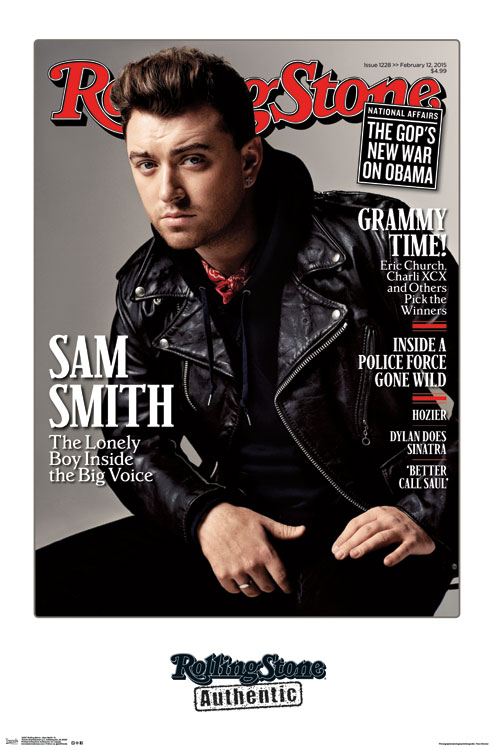 Issue 1228 >> February 12, 2015
$4.99
RollingStone
NATIONAL AFFAIRS
THE GOP'S
NEW WAR
ON OBAMA
GRAMMY
TIME!
Eric Church,
Charli XCX
and Others
Pick the
Winners
INSIDE A
POLICE FORCE
GONE WILD
HOZIER
DYLAN DOES
SINATRA
'BETTER
CALL SAUL'
SAM
SMITH
The Lonely
Boy Inside
the Big Voice
RollingStone
Authentic